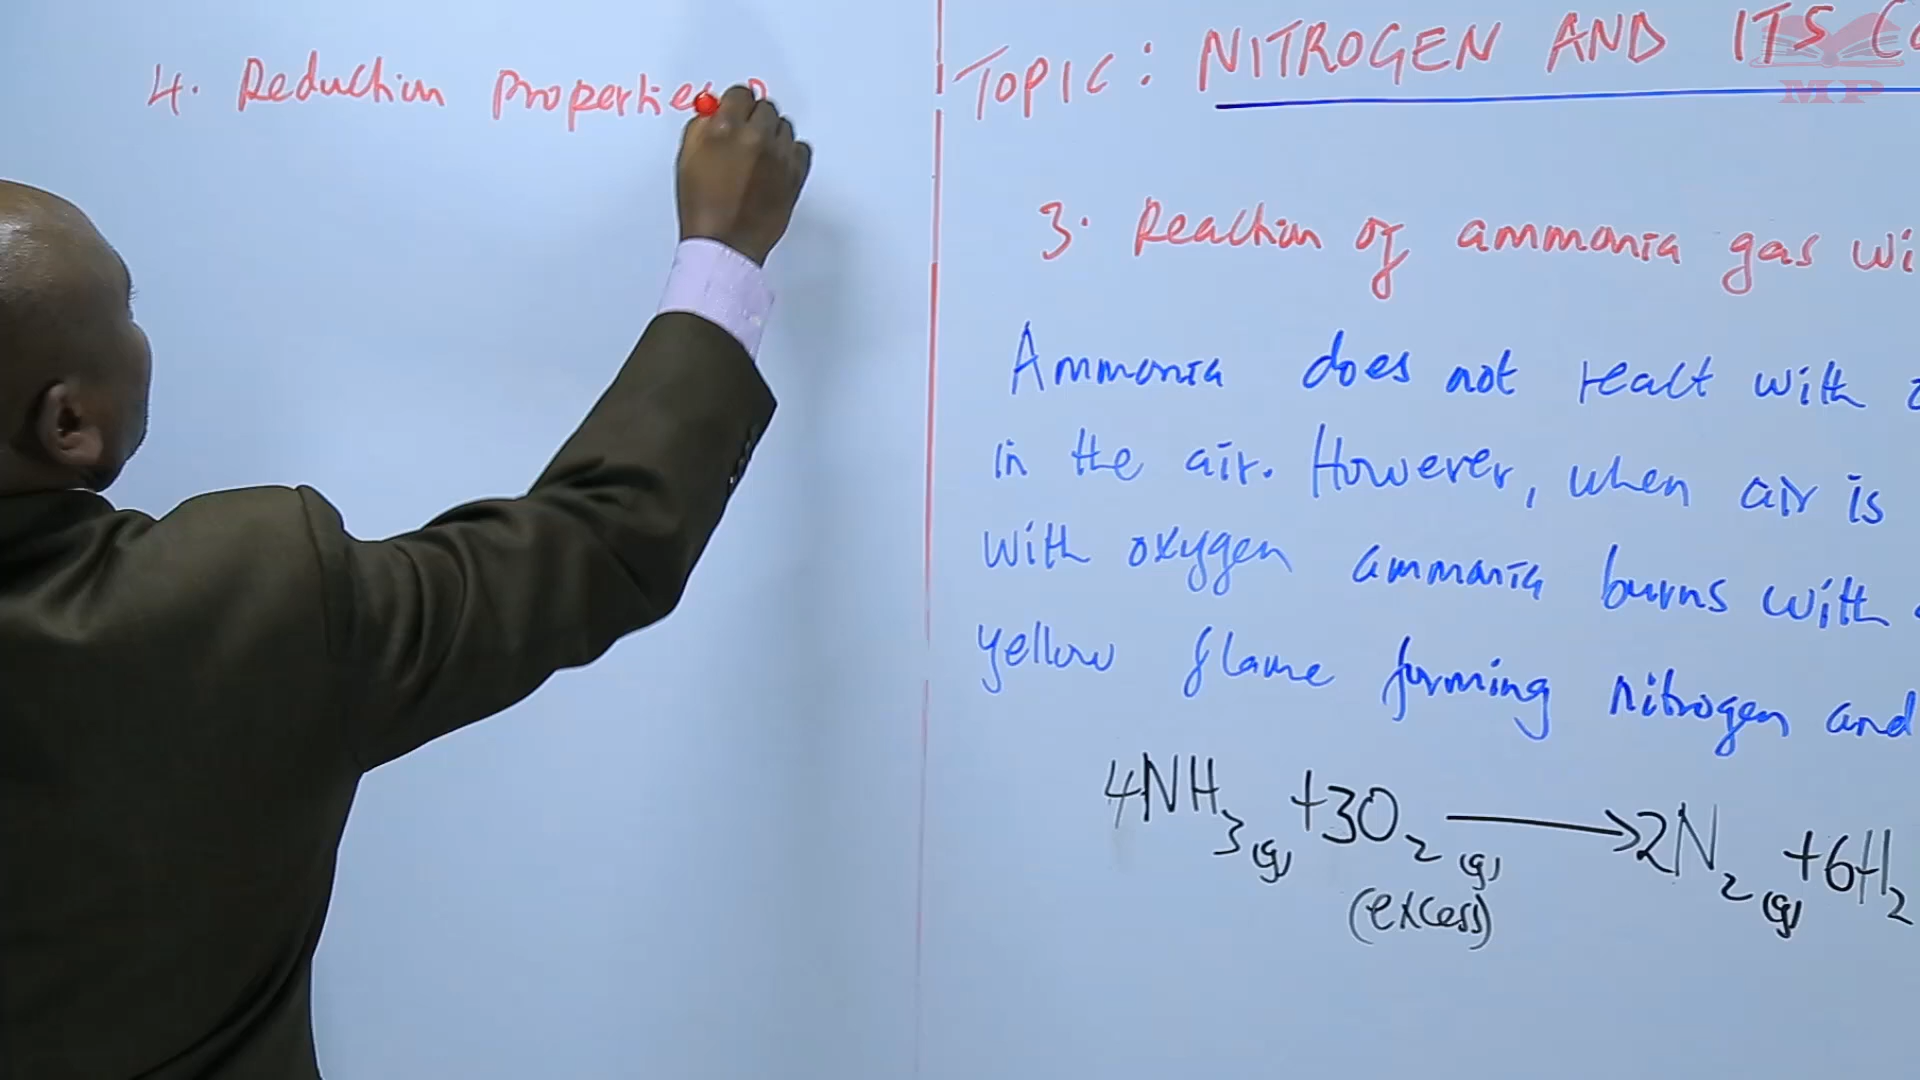 4. Reduction properties
TOPIC: NITROGEN AND ITS
3. Reaction of ammonia gas
Ammonia does not react with
in the air. However, when air is
with oxygen ammonia burns with
yellow flame forming nitrogen and
4NH3(g) + 3O2(g) → 2N2(g) + 6H2
(excess)
MP